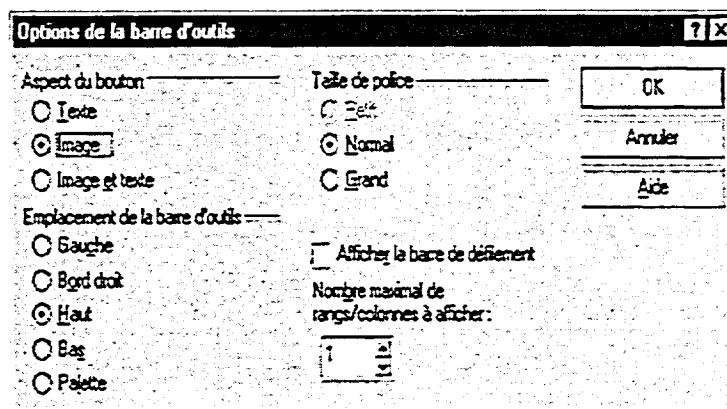 Options de la barre d'outils
Aspect du bouton
Texte
Image
Image et texte
Emplacement de la barre d'outils
Gauche
Bord droit
Haut
Bas
Palette
Taille de police
Petit
Normal
Grand
Afficher la barre de défilement
Nombre maximal de
rangs/colonnes à afficher :
1
OK
Annuler
Aide